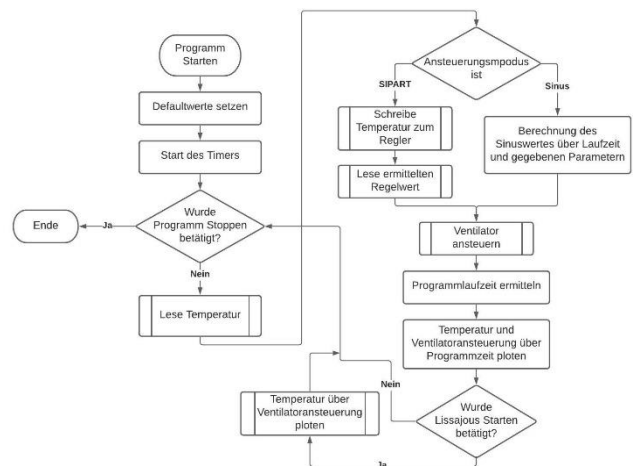 Programm
Starten
Defaultwerte setzen
Start des Timers
Wurde
Programm Stoppen
betätigt?
Ja
Ende
Nein
Lese Temperatur
Ansteuerungsmpodus
ist
SIPART
Sinus
Schreibe
Temperatur zum
Regler
Lese ermittelten
Regelwert
Berechnung des
Sinuswertes über Laufzeit
und gegebenen Parametern
Ventilator
ansteuern
Programmlaufzeit ermitteln
Temperatur und
Ventilatoransteuerung über
Programmzeit ploten
Wurde
Lissajous Starten
betätigt?
Nein
Ja
Temperatur über
Ventilatoransteuerung
ploten